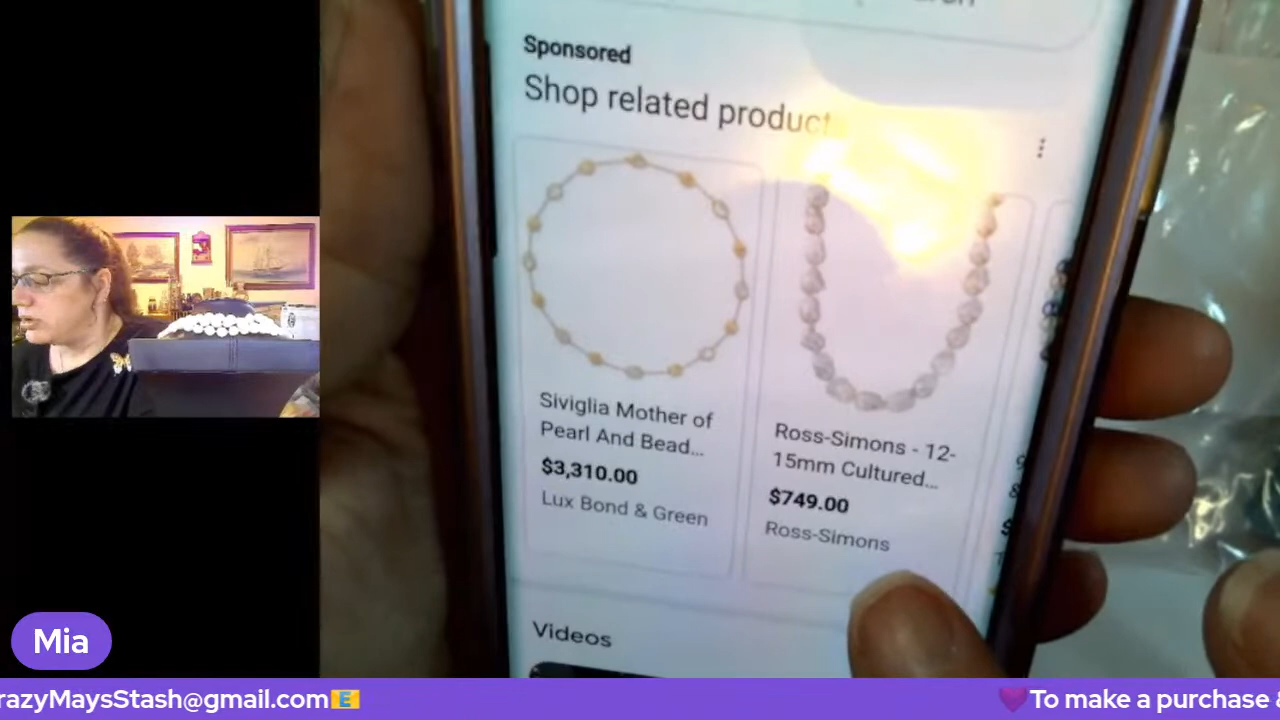 Sponsored
Shop related product
Siviglia Mother of
Pearl And Bead...
$3,310.00
Lux Bond & Green
Ross-Simons - 12-
15mm Cultured...
$749.00
Ross-Simons
Videos
Mia
razyMaysStash@gmail.com
To make a purchase &